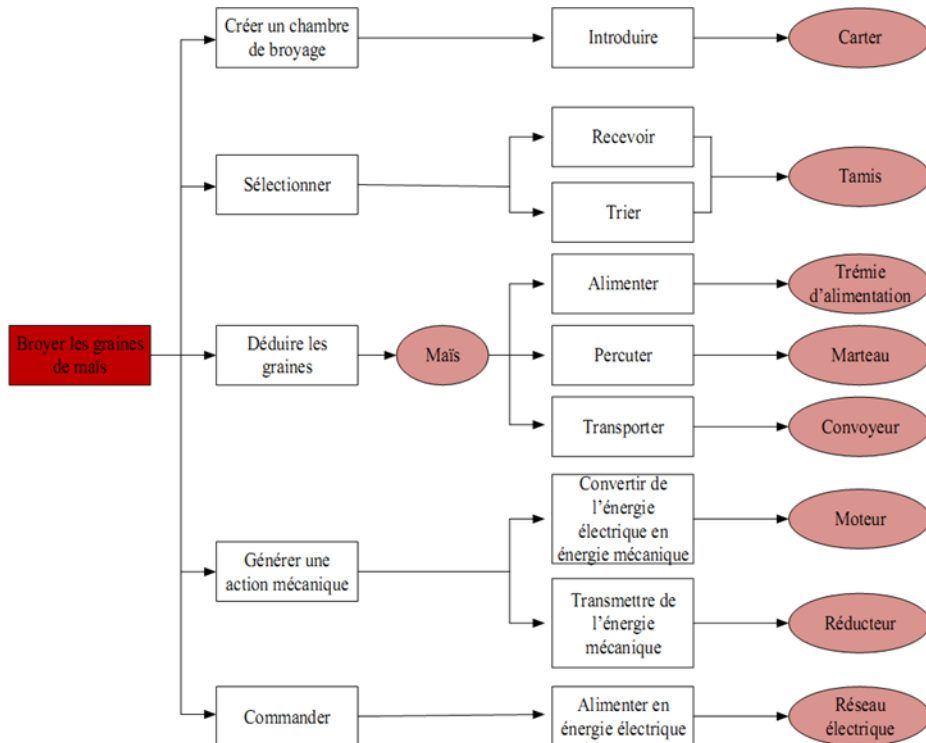 Créer un chambre
de broyage
Introduire
Carter
Sélectionner
Recevoir
Trier
Tamis
Broyer les graines
de maïs
Déduire les
graines
Maïs
Alimenter
Trémie
d'alimentation
Percuter
Marteau
Transporter
Convoyeur
Générer une
action mécanique
Convertir de
l'énergie
électrique en
énergie mécanique
Moteur
Transmettre de
l'énergie
mécanique
Réducteur
Commander
Alimenter en
énergie électrique
Réseau
électrique